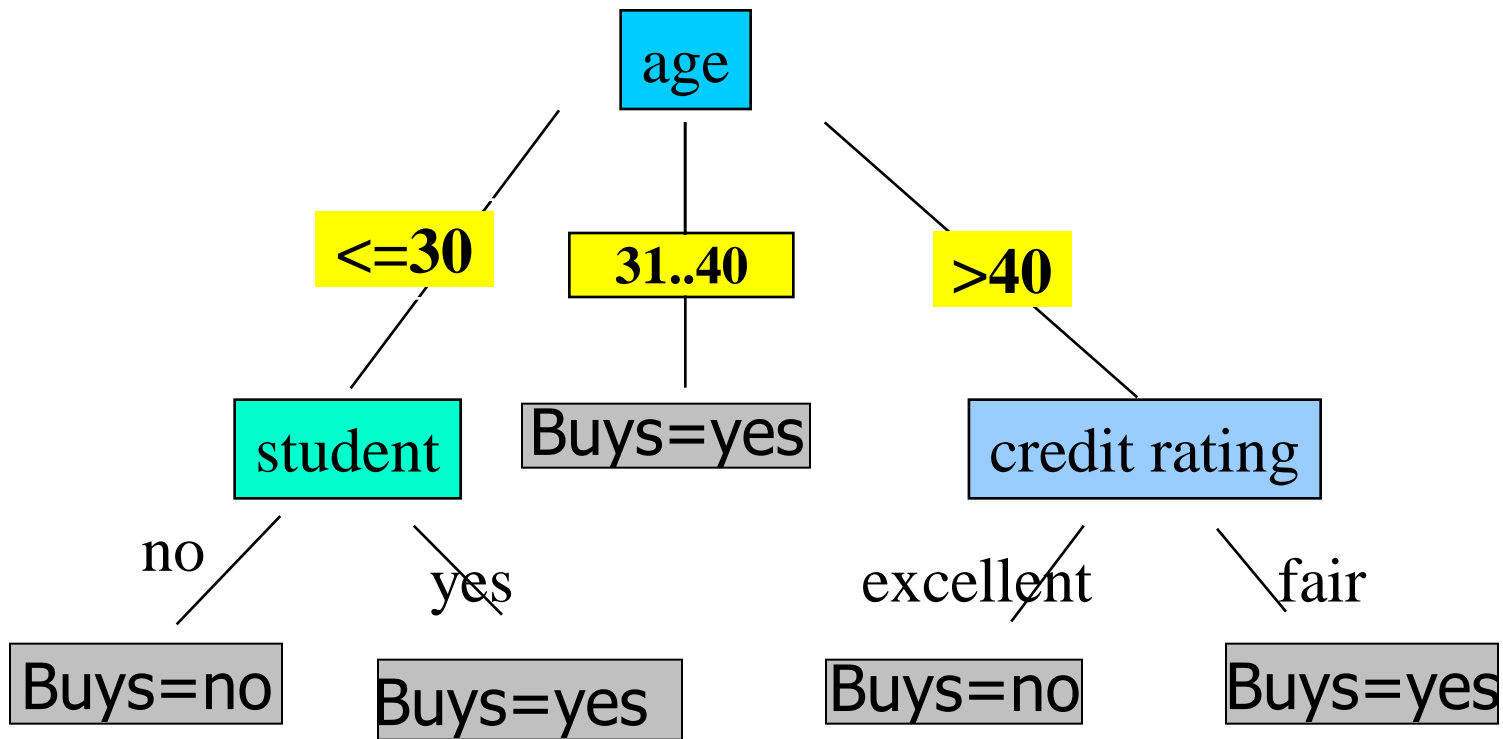 age
<=30
31..40
>40
student
Buys=yes
credit rating
no
yes
excellent
fair
Buys=no
Buys=yes
Buys=no
Buys=yes